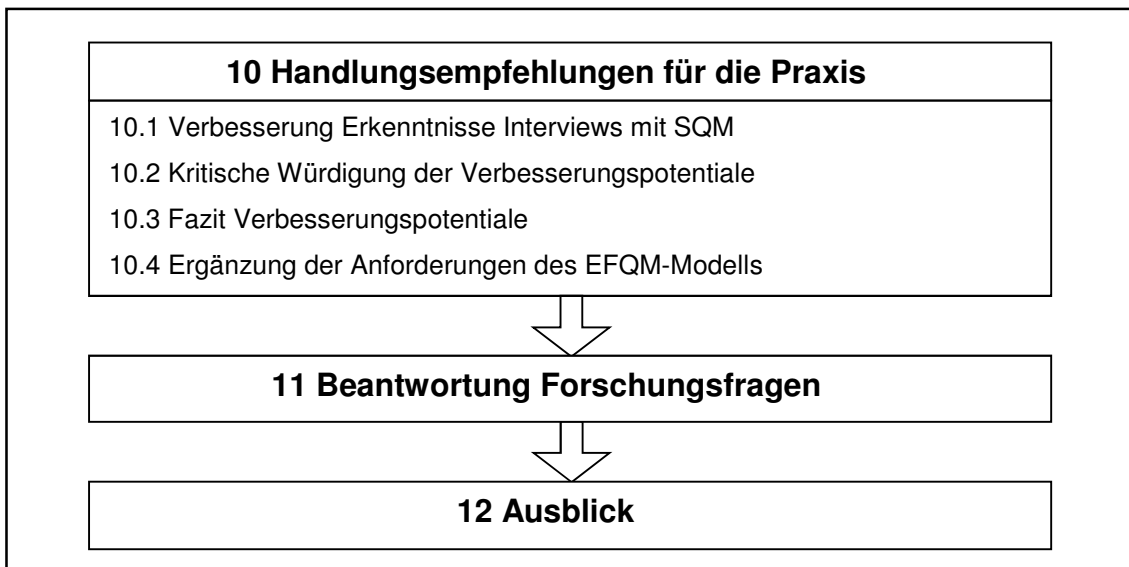 10 Handlungsempfehlungen für die Praxis
10.1 Verbesserung Erkenntnisse Interviews mit SQM
10.2 Kritische Würdigung der Verbesserungspotentiale
10.3 Fazit Verbesserungspotentiale
10.4 Ergänzung der Anforderungen des EFQM-Modells
11 Beantwortung Forschungsfragen
12 Ausblick